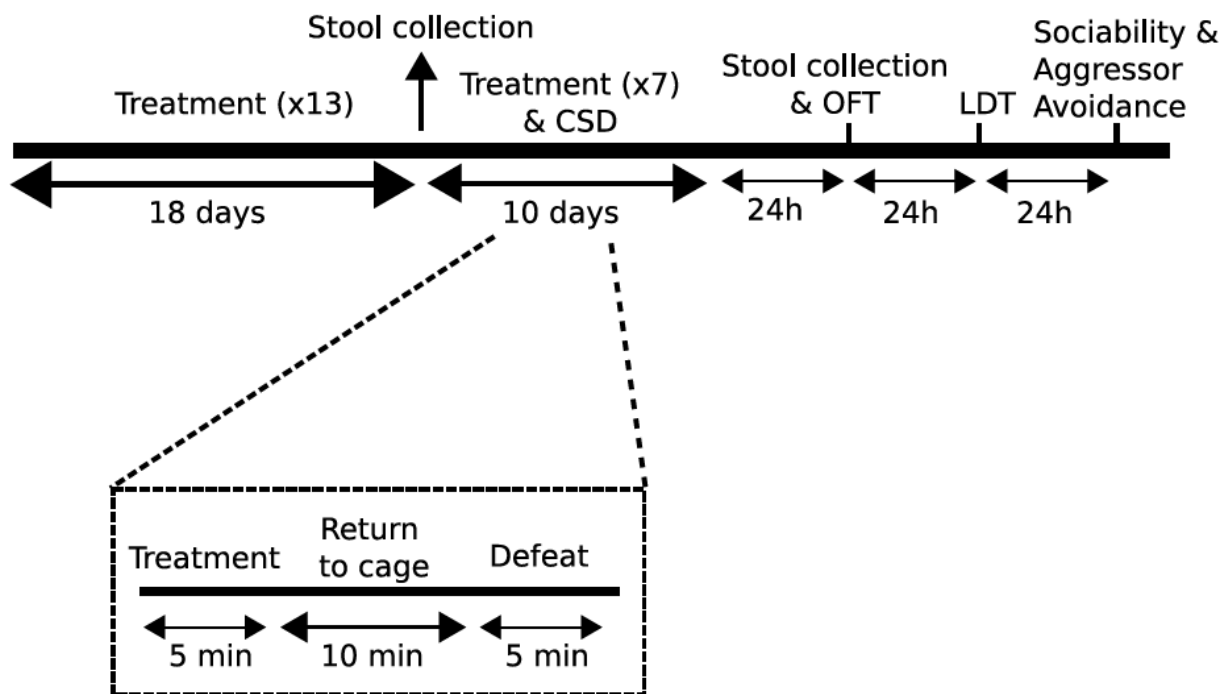 Stool collection
Treatment (x13)
Treatment (x7)
& CSD
Stool collection
& OFT
LDT
Sociability &
Aggressor
Avoidance
18 days
10 days
24h
24h
24h
Treatment
Return
to cage
Defeat
5 min
10 min
5 min